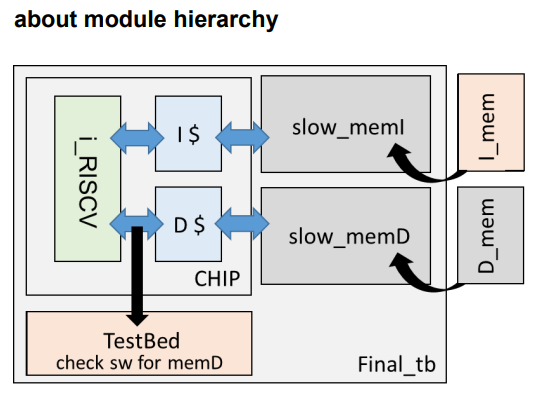 about module hierarchy
i_RISCV
I $
slow_memI
I_mem
D $
slow_memD
D_mem
CHIP
TestBed
check sw for memD
Final_tb